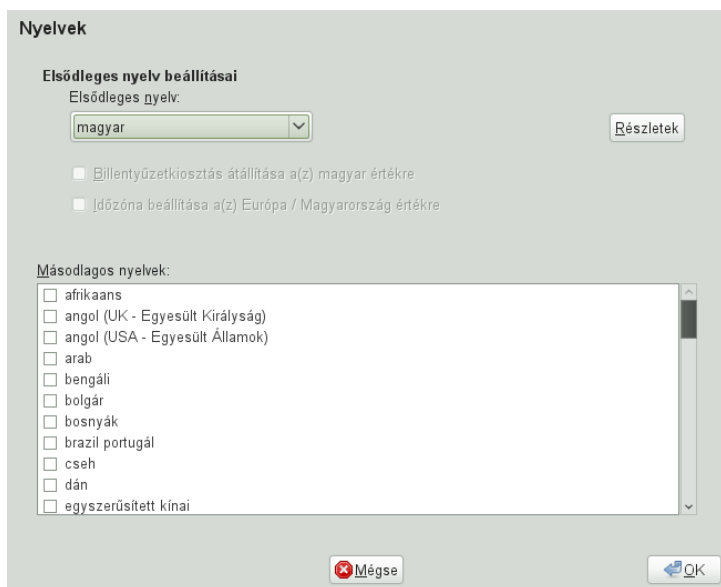 Nyelvek
Elsődleges nyelv beállításai
Elsődleges nyelv:
magyar
Részletek
Billentyűzetkiosztás átállítása a(z) magyar értékre
Időzóna beállítása a(z) Európa / Magyarország értékre
Másodlagos nyelvek:
afrikaans
angol (UK - Egyesült Királyság)
angol (USA - Egyesült Államok)
arab
bengáli
bolgár
bosnyák
brazil portugál
cseh
dán
egyszerűsített kínai
Mégse
OK